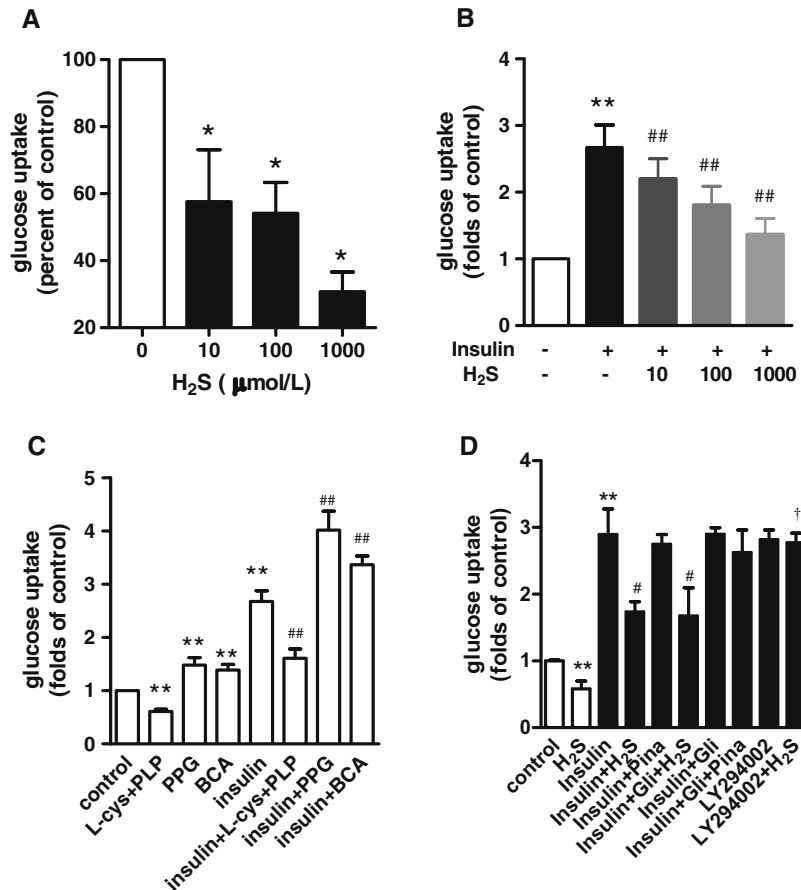 A
glucose uptake
(percent of control)
100
80
60
40
20
*
*
*
0
10
100
1000
H₂S ( μmol/L)
B
glucose uptake
(folds of control)
4
3
2
1
0
**
##
##
##
Insulin - + + + +
H₂S - - 10 100 1000
C
glucose uptake
(folds of control)
5
4
3
2
1
0
**
**
**
**
##
##
##
control
L-cys+PLP
PPG
BCA
insulin
insulin+L-cys+PLP
insulin+PPG
insulin+BCA
D
glucose uptake
(folds of control)
4
3
2
1
0
**
**
#
#
†
control
H₂S
Insulin
Insulin+H₂S
Insulin+Pina
Insulin+Gli+H₂S
Insulin+Gli
Insulin+Gli+Pina
LY294002
LY294002+H₂S